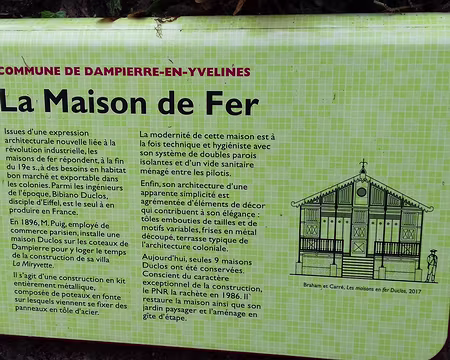 COMMUNE DE DAMPIERRE-EN-YVELINES
La Maison de Fer
Issues d'une expression
architecturale nouvelle liée à la
révolution industrielle, les
maisons de fer répondent, à la fin
du 19e s., à des besoins en habitat
bon marché et exportable dans
les colonies. Parmi les ingénieurs
de l'époque, Bibiano Duclos,
disciple d'Eiffel, est le seul à en
produire en France.
En 1896, M. Puig, employé de
commerce parisien, installe une
maison Duclos sur les coteaux de
Dampierre pour y loger le temps
de la construction de sa villa
La Miryvette.
Il s'agit d'une construction en kit
entièrement métallique,
composée de poteaux en fonte
sur lesquels viennent se fixer des
panneaux en tôle d'acier.
La modernité de cette maison est à
la fois technique et hygiéniste avec
son système de doubles parois
isolantes et d'un vide sanitaire
ménagé entre les pilotis.
Enfin, son architecture d'une
apparente simplicité est
agrémentée d'éléments de décor
qui contribuent à son élégance :
tôles embouties, garde-corps et de
motifs variables, frises en métal
découpé, terrasse typique de
l'architecture coloniale.
Aujourd'hui, seules 9 maisons
Duclos ont été conservées.
Conscient du caractère
exceptionnel de la construction,
le PNR la rachète en 1986. Il
restaure la maison ainsi que son
jardin paysager et l'aménage en
gîte d'étape.
Braham et Carré, Les maisons en fer Duclos, 2017